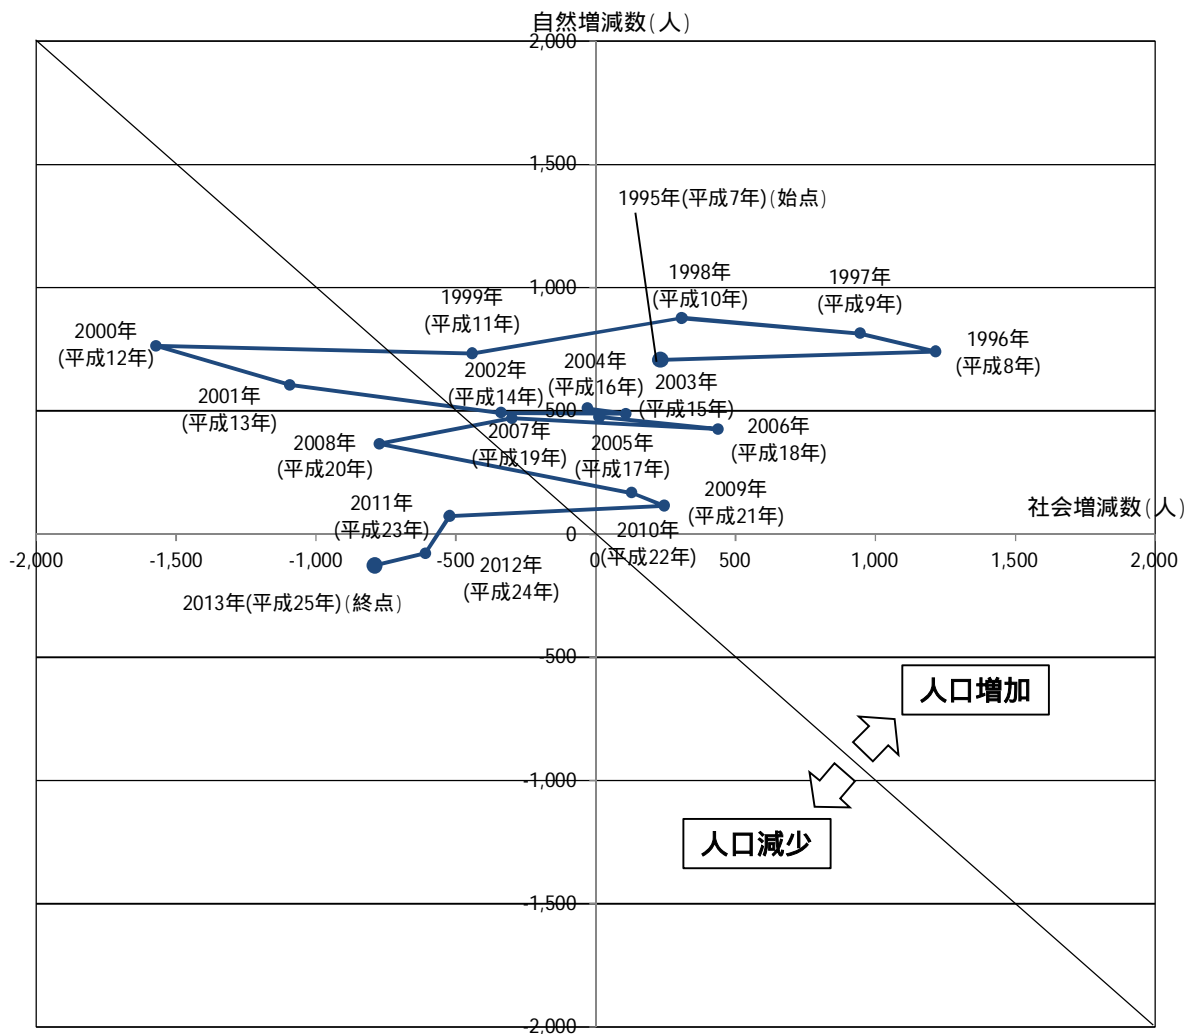 自然増減数(人)
2,000
1,500
1995年(平成7年)(始点)
1,000
1998年
(平成10年)
1997年
(平成9年)
1999年
(平成11年)
2000年
(平成12年)
1996年
(平成8年)
2004年
(平成16年)
2002年
(平成14年)
2003年
(平成15年)
2001年
(平成13年)
500
2006年
(平成18年)
2007年
(平成19年)
2005年
(平成17年)
2008年
(平成20年)
2009年
(平成21年)
2011年
(平成23年)
社会増減数(人)
2010年
(平成22年)
0
-2,000
-1,500
-1,000
-500
0
500
1,000
1,500
2,000
2012年
(平成24年)
2013年(平成25年)(終点)
-500
人口増加
-1,000
人口減少
-1,500
-2,000